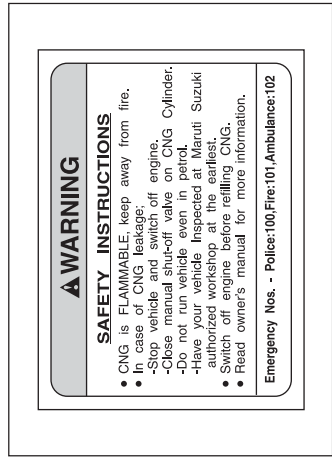 WARNING
SAFETY INSTRUCTIONS
• CNG is FLAMMABLE, keep away from fire.
• In case of CNG leakage;
-Stop vehicle and switch off engine.
-Close manual shut-off valve on CNG Cylinder.
-Do not run vehicle even in petrol.
-Have your vehicle Inspected at Maruti Suzuki
authorized workshop at the earliest.
• Switch off engine before refilling CNG.
• Read owner's manual for more information.
Emergency Nos. - Police:100,Fire:101,Ambulance:102